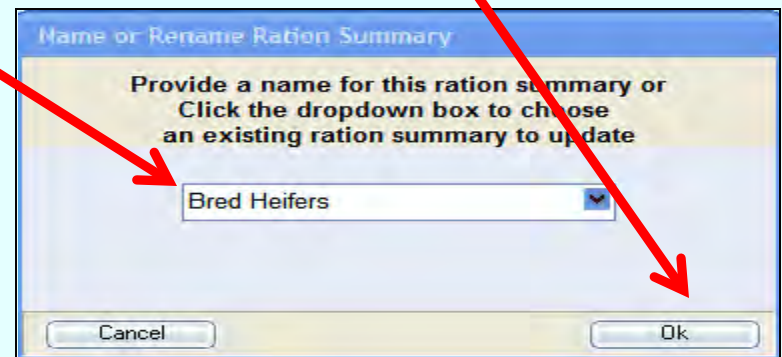 Name or Rename Ration Summary
Provide a name for this ration summary or
Click the dropdown box to choose
an existing ration summary to update
Bred Heifers
Cancel
Ok